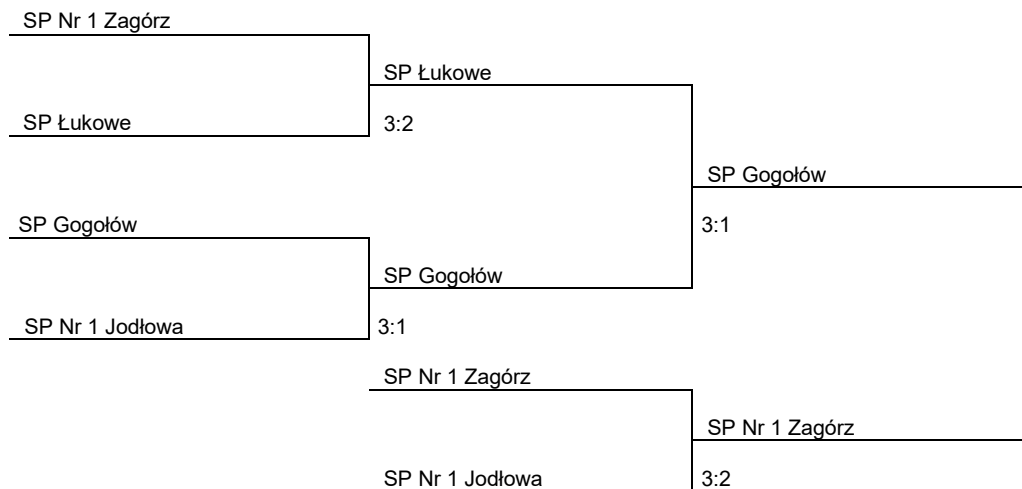 SP Nr 1 Zagórz
SP Łukowe
SP Łukowe
3:2
SP Gogołów
SP Gogołów
3:1
SP Gogołów
SP Nr 1 Jodłowa
3:1
SP Nr 1 Zagórz
SP Nr 1 Zagórz
SP Nr 1 Jodłowa
3:2